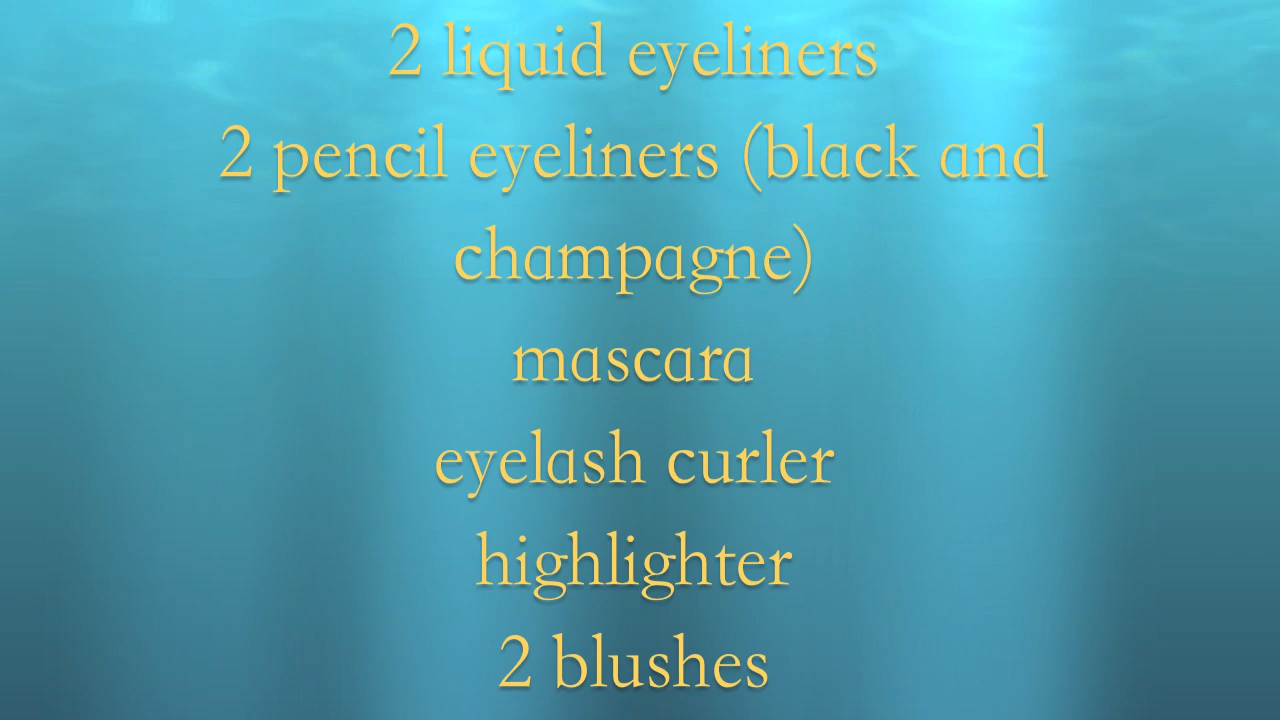 2 liquid eyeliners
2 pencil eyeliners (black and
champagne)
mascara
eyelash curler
highlighter
2 blushes